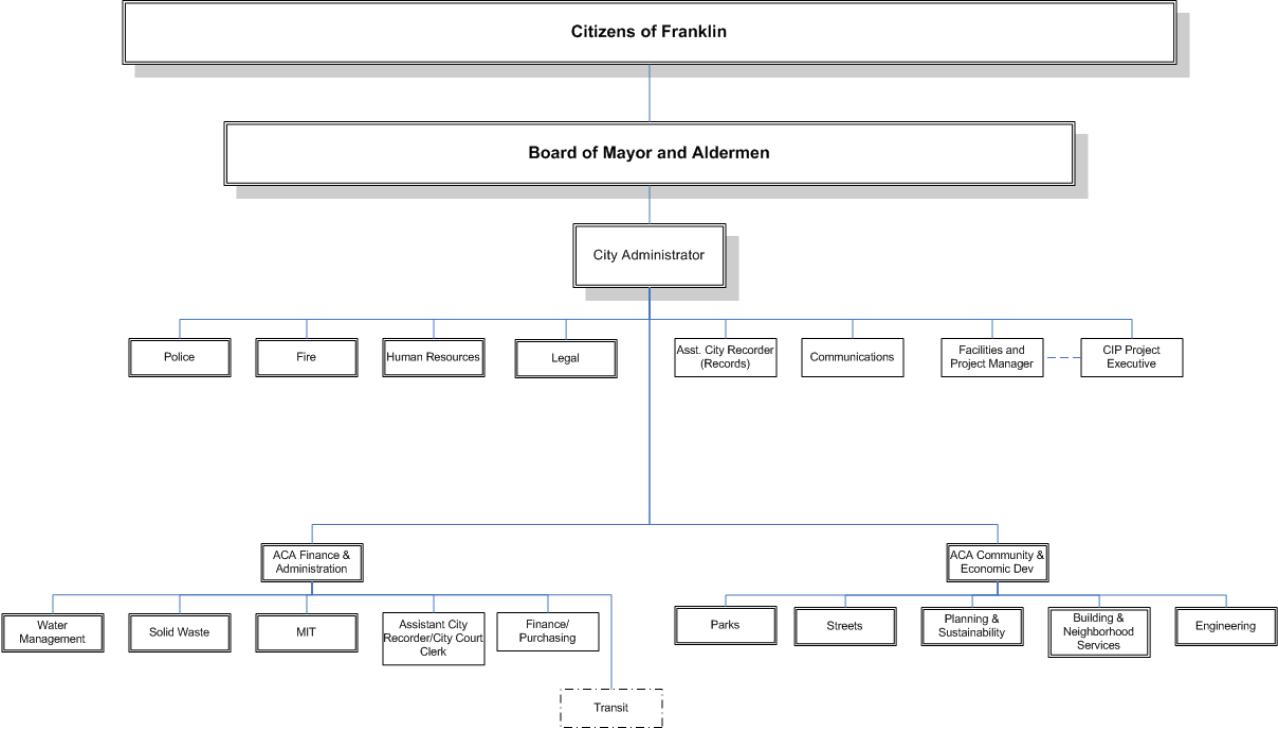 Citizens of Franklin
Board of Mayor and Aldermen
City Administrator
Police
Fire
Human Resources
Legal
Asst. City Recorder
(Records)
Communications
Facilities and
Project Manager
CIP Project
Executive
ACA Finance &
Administration
ACA Community &
Economic Dev
Water
Management
Solid Waste
MIT
Assistant City
Recorder/City Court
Clerk
Finance/
Purchasing
Parks
Streets
Planning &
Sustainability
Building &
Neighborhood
Services
Engineering
Transit